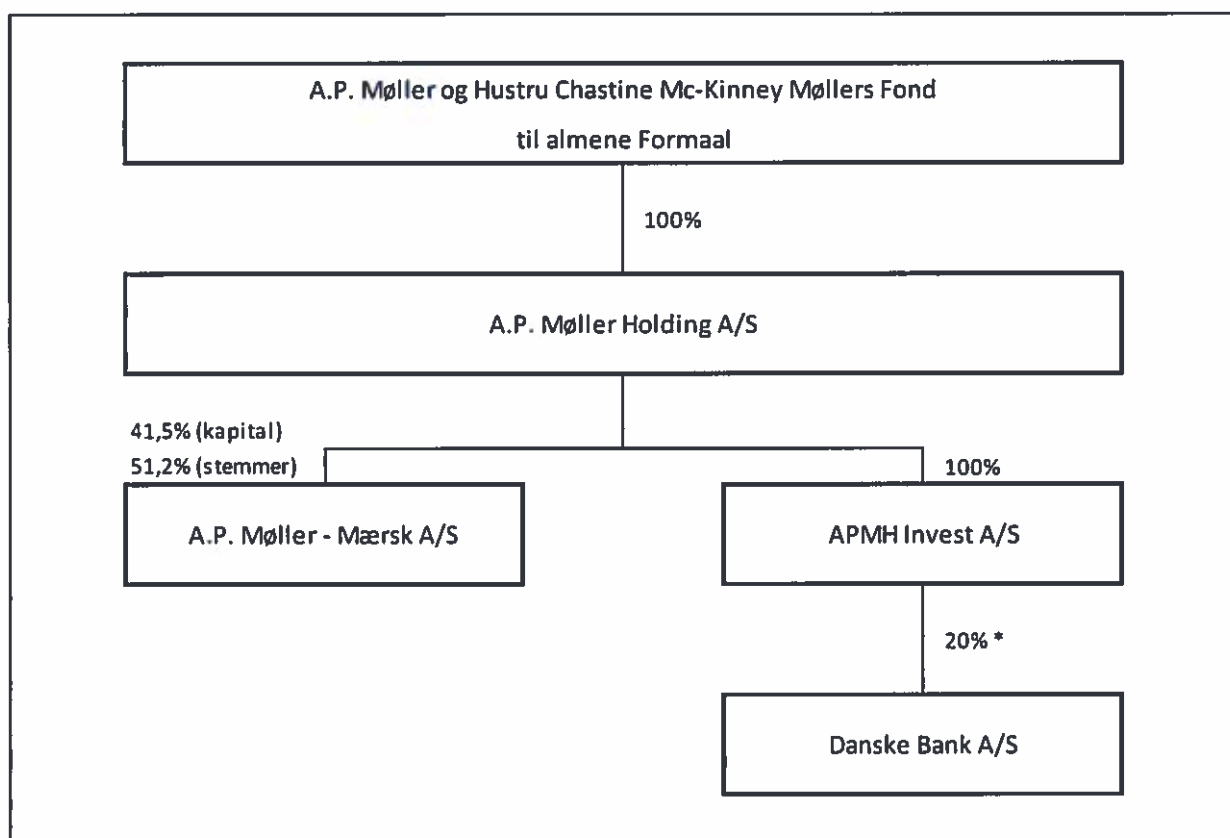 A.P. Møller og Hustru Chastine Mc-Kinney Møllers Fond
til almene Formaal
100%
A.P. Møller Holding A/S
41,5% (kapital)
51,2% (stemmer)
100%
A.P. Møller - Mærsk A/S
APMH Invest A/S
20% *
Danske Bank A/S